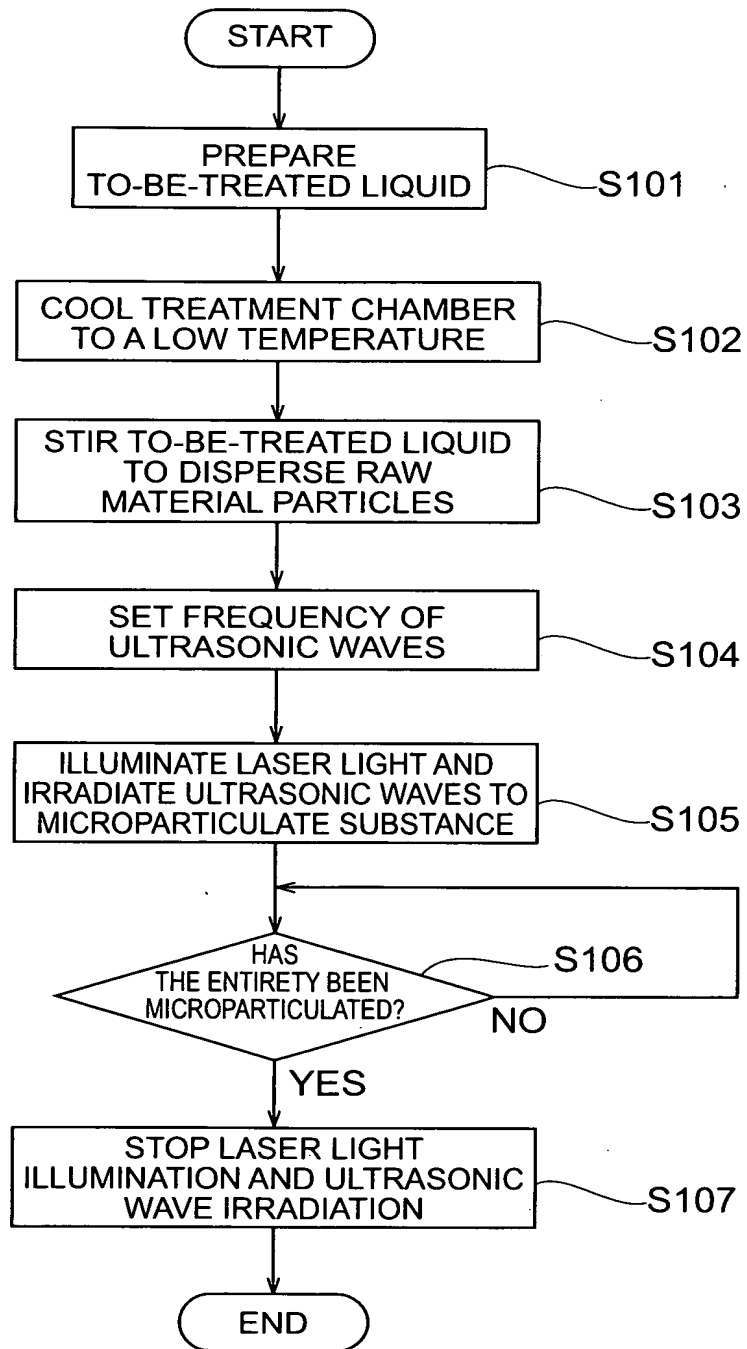 START
PREPARE
TO-BE-TREATED LIQUID
S101
COOL TREATMENT CHAMBER
TO A LOW TEMPERATURE
S102
STIR TO-BE-TREATED LIQUID
TO DISPERSE RAW
MATERIAL PARTICLES
S103
SET FREQUENCY OF
ULTRASONIC WAVES
S104
ILLUMINATE LASER LIGHT AND
IRRADIATE ULTRASONIC WAVES TO
MICROPARTICULATE SUBSTANCE
S105
HAS
THE ENTIRETY BEEN
MICROPARTICULATED?
S106
NO
YES
STOP LASER LIGHT
ILLUMINATION AND ULTRASONIC
WAVE IRRADIATION
S107
END